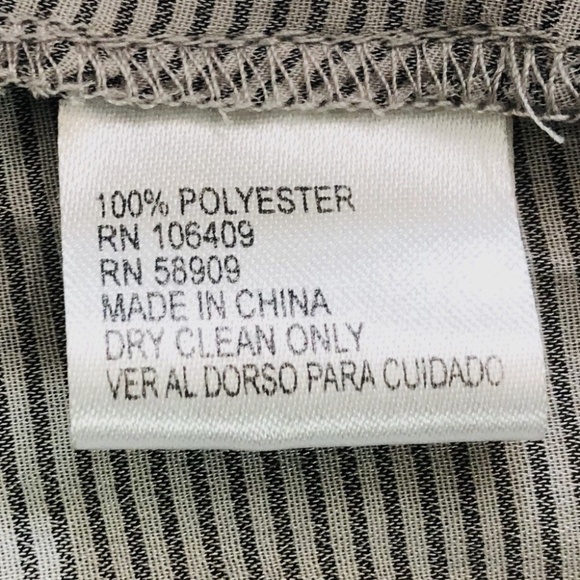 100% POLYESTER
RN 106409
RN 58909
MADE IN CHINA
DRY CLEAN ONLY
VER AL DORSO PARA CUIDADO